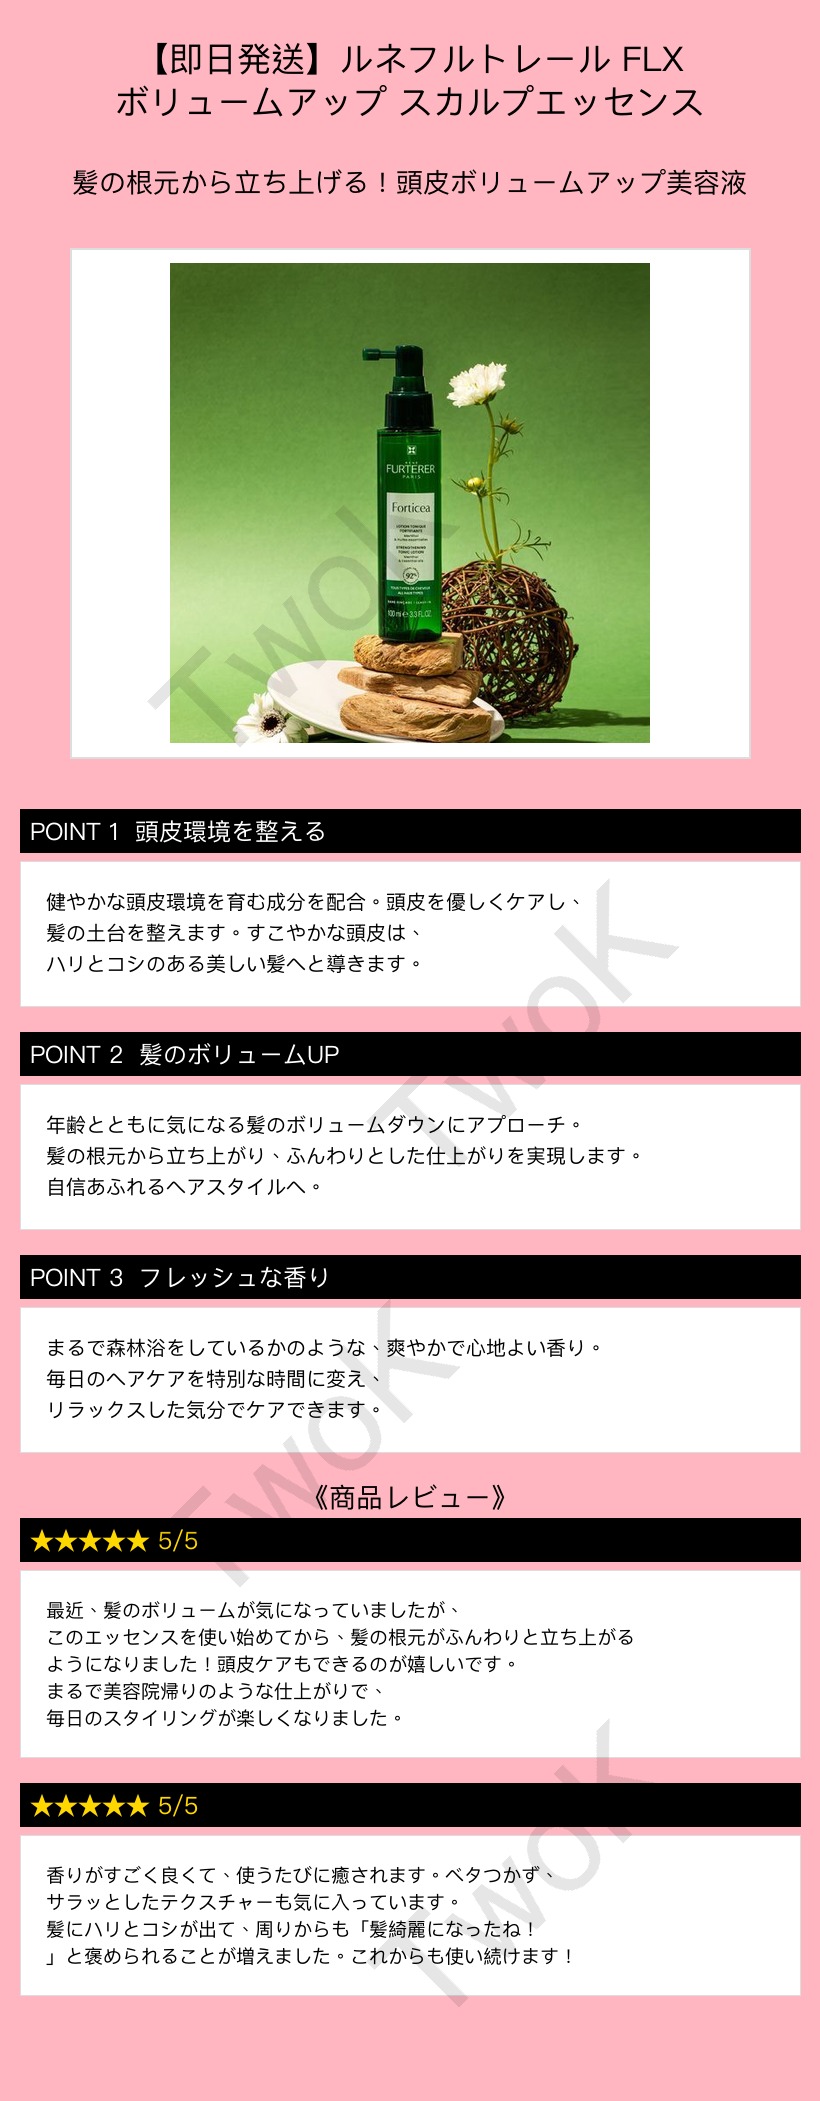 【即日発送】ルネフルトレール FLX
ボリュームアップ スカルプエッセンス
髪の根元から立ち上げる！頭皮ボリュームアップ美容液
RENE
FURTERER
PARIS
Forticea
LOTION TONIQUE
FORTIFIANTE
Menthol
& Huiles essentielles
STRENGTHENING
TONIC LOTION
Menthol
& Essential oils
92%
TOUS TYPES DE CHEVEUX
ALL HAIR TYPES
SANS RINÇAGE - LEAVE-IN
100 ml e 3.3 FL.OZ.
TwoK
POINT 1 頭皮環境を整える
健やかな頭皮環境を育む成分を配合。頭皮を優しくケアし、
髪の土台を整えます。すこやかな頭皮は、
ハリとコシのある美しい髪へと導きます。
TwoK
POINT 2 髪のボリュームUP
年齢とともに気になる髪のボリュームダウンにアプローチ。
髪の根元から立ち上がり、ふんわりとした仕上がりを実現します。
自信あふれるヘアスタイルへ。
POINT 3 フレッシュな香り
まるで森林浴をしているかのような、爽やかで心地よい香り。
毎日のヘアケアを特別な時間に変え、
リラックスした気分でケアできます。
TwoK
《商品レビュー》
★★★★★ 5/5
最近、髪のボリュームが気になっていましたが、
このエッセンスを使い始めてから、髪の根元がふんわりと立ち上がる
ようになりました！頭皮ケアもできるのが嬉しいです。
まるで美容院帰りのような仕上がりで、
毎日のスタイリングが楽しくなりました。
★★★★★ 5/5
香りがすごく良くて、使うたびに癒されます。ベタつかず、
サラッとしたテクスチャーも気に入っています。
髪にハリとコシが出て、周りからも「髪綺麗になったね！
」と褒められることが増えました。これからも使い続けます！
TwoK